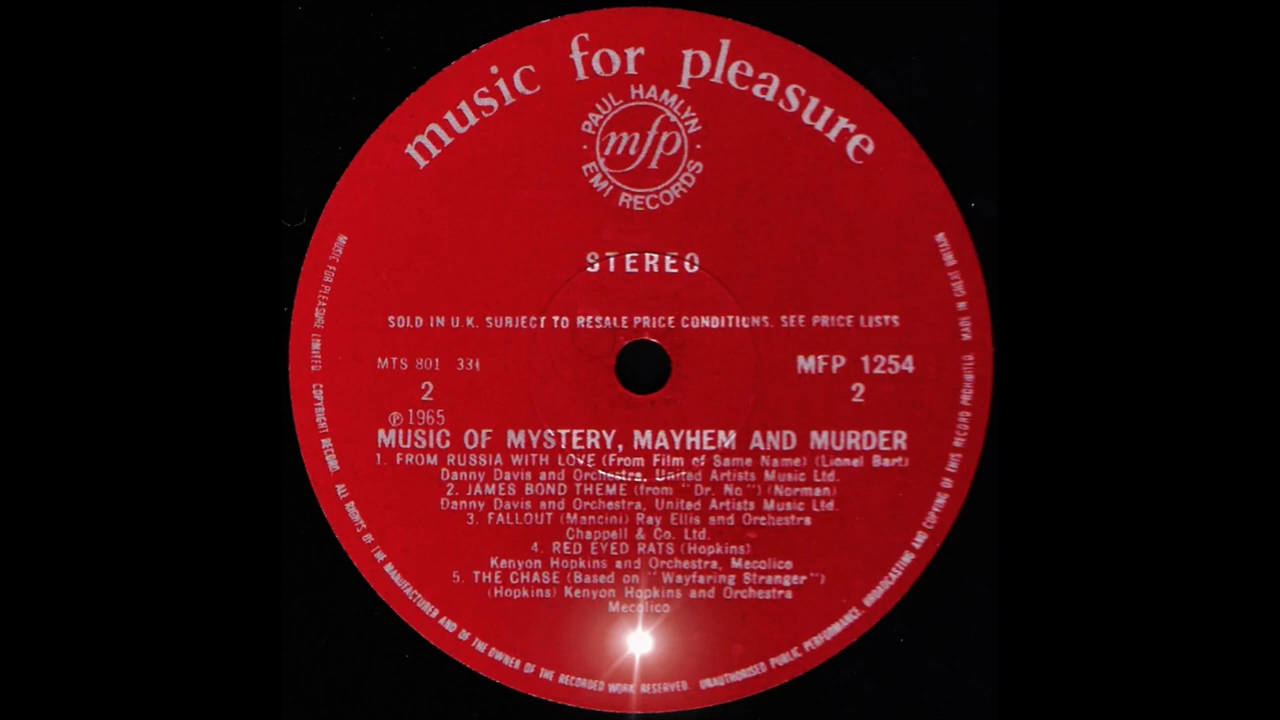 music for pleasure
PAUL HAMLYN
mfp
EMI RECORDS
STEREO
SOLD IN U.K. SUBJECT TO RESALE PRICE CONDITIONS. SEE PRICE LISTS
MTS 801 33⅓
MFP 1254
2
2
℗ 1965
MUSIC OF MYSTERY, MAYHEM AND MURDER
1. FROM RUSSIA WITH LOVE (From Film of Same Name) (Lionel Bart)
Danny Davis and Orchestra, United Artists Music Ltd.
2. JAMES BOND THEME (from "Dr. No") (Norman)
Danny Davis and Orchestra, United Artists Music Ltd.
3. FALLOUT (Mancini) Ray Ellis and Orchestra
Chappell & Co. Ltd.
4. RED EYED RATS (Hopkins)
Kenyon Hopkins and Orchestra, Mecolico
5. THE CHASE (Based on "Wayfaring Stranger")
(Hopkins) Kenyon Hopkins and Orchestra
Mecolico
MUSIC FOR PLEASURE LIMITED. COPYRIGHT RECORD. ALL RIGHTS OF THE MANUFACTURER AND OF THE OWNER OF THE RECORDED WORK RESERVED. UNAUTHORISED PUBLIC PERFORMANCE, BROADCASTING AND COPYING OF THIS RECORD PROHIBITED. MADE IN GREAT BRITAIN